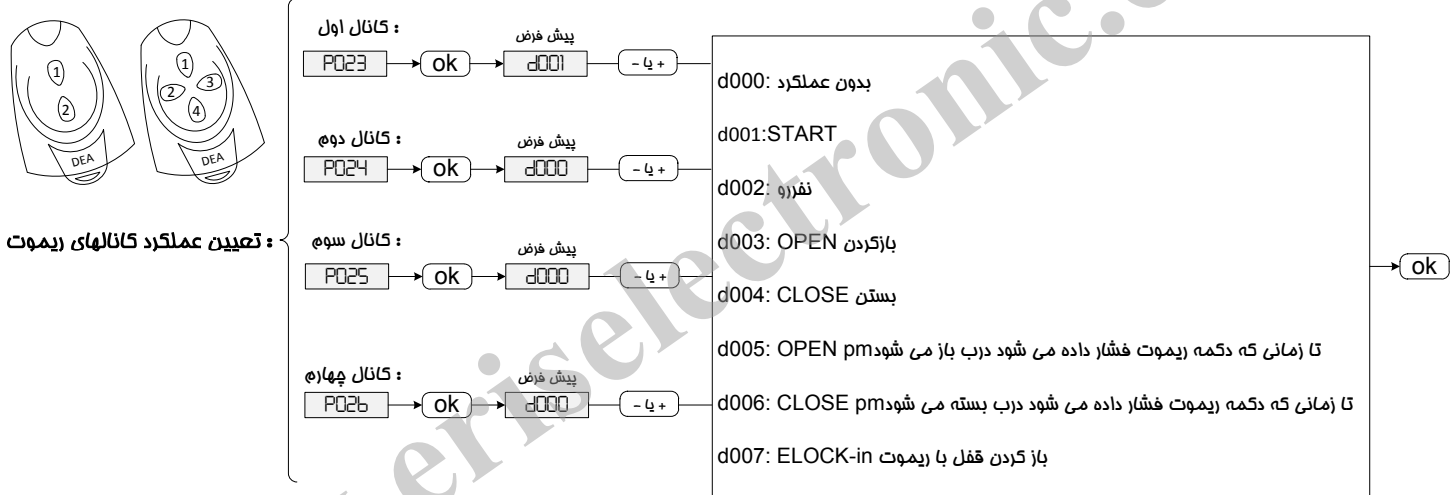 تعیین عملکرد کانالهای ریموت :
1
2
DEA
1
2
3
4
DEA
کانال اول :
پیش فرض
P023
ok
d001
+ یا -
کانال دوم :
پیش فرض
P024
ok
d000
+ یا -
کانال سوم :
پیش فرض
P025
ok
d000
+ یا -
کانال چهارم :
پیش فرض
P026
ok
d000
+ یا -
d000: بدون عملکرد
d001:START
d002: نفررو
d003: OPEN بازکردن
d004: CLOSE بستن
d005: OPEN pm تا زمانی که دکمه ریموت فشار داده می شود درب باز می شود
d006: CLOSE pm تا زمانی که دکمه ریموت فشار داده می شود درب بسته می شود
d007: ELOCK-in باز کردن قفل با ریموت
ok